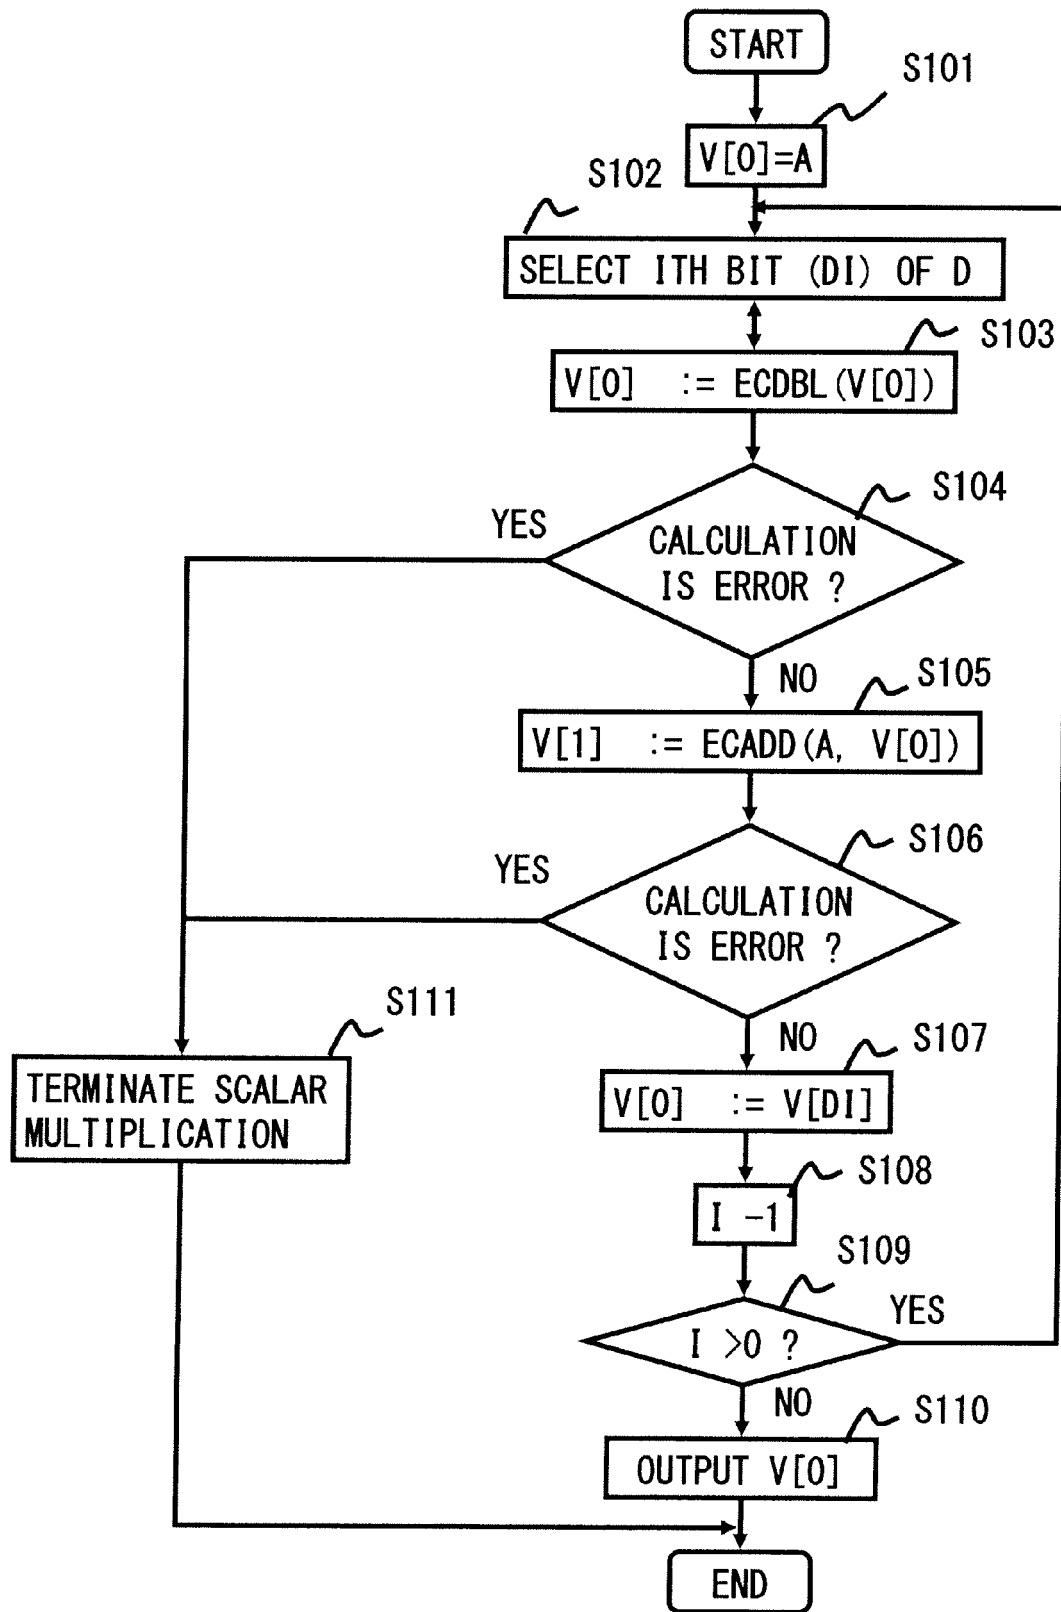 START
S101
V[0]=A
S102
SELECT ITH BIT (DI) OF D
S103
V[0] := ECDBL(V[0])
S104
YES
CALCULATION
IS ERROR ?
NO
S105
V[1] := ECADD(A, V[0])
S106
YES
CALCULATION
IS ERROR ?
S111
NO
S107
TERMINATE SCALAR
MULTIPLICATION
V[0] := V[DI]
S108
I -1
S109
YES
I >0 ?
NO
S110
OUTPUT V[0]
END